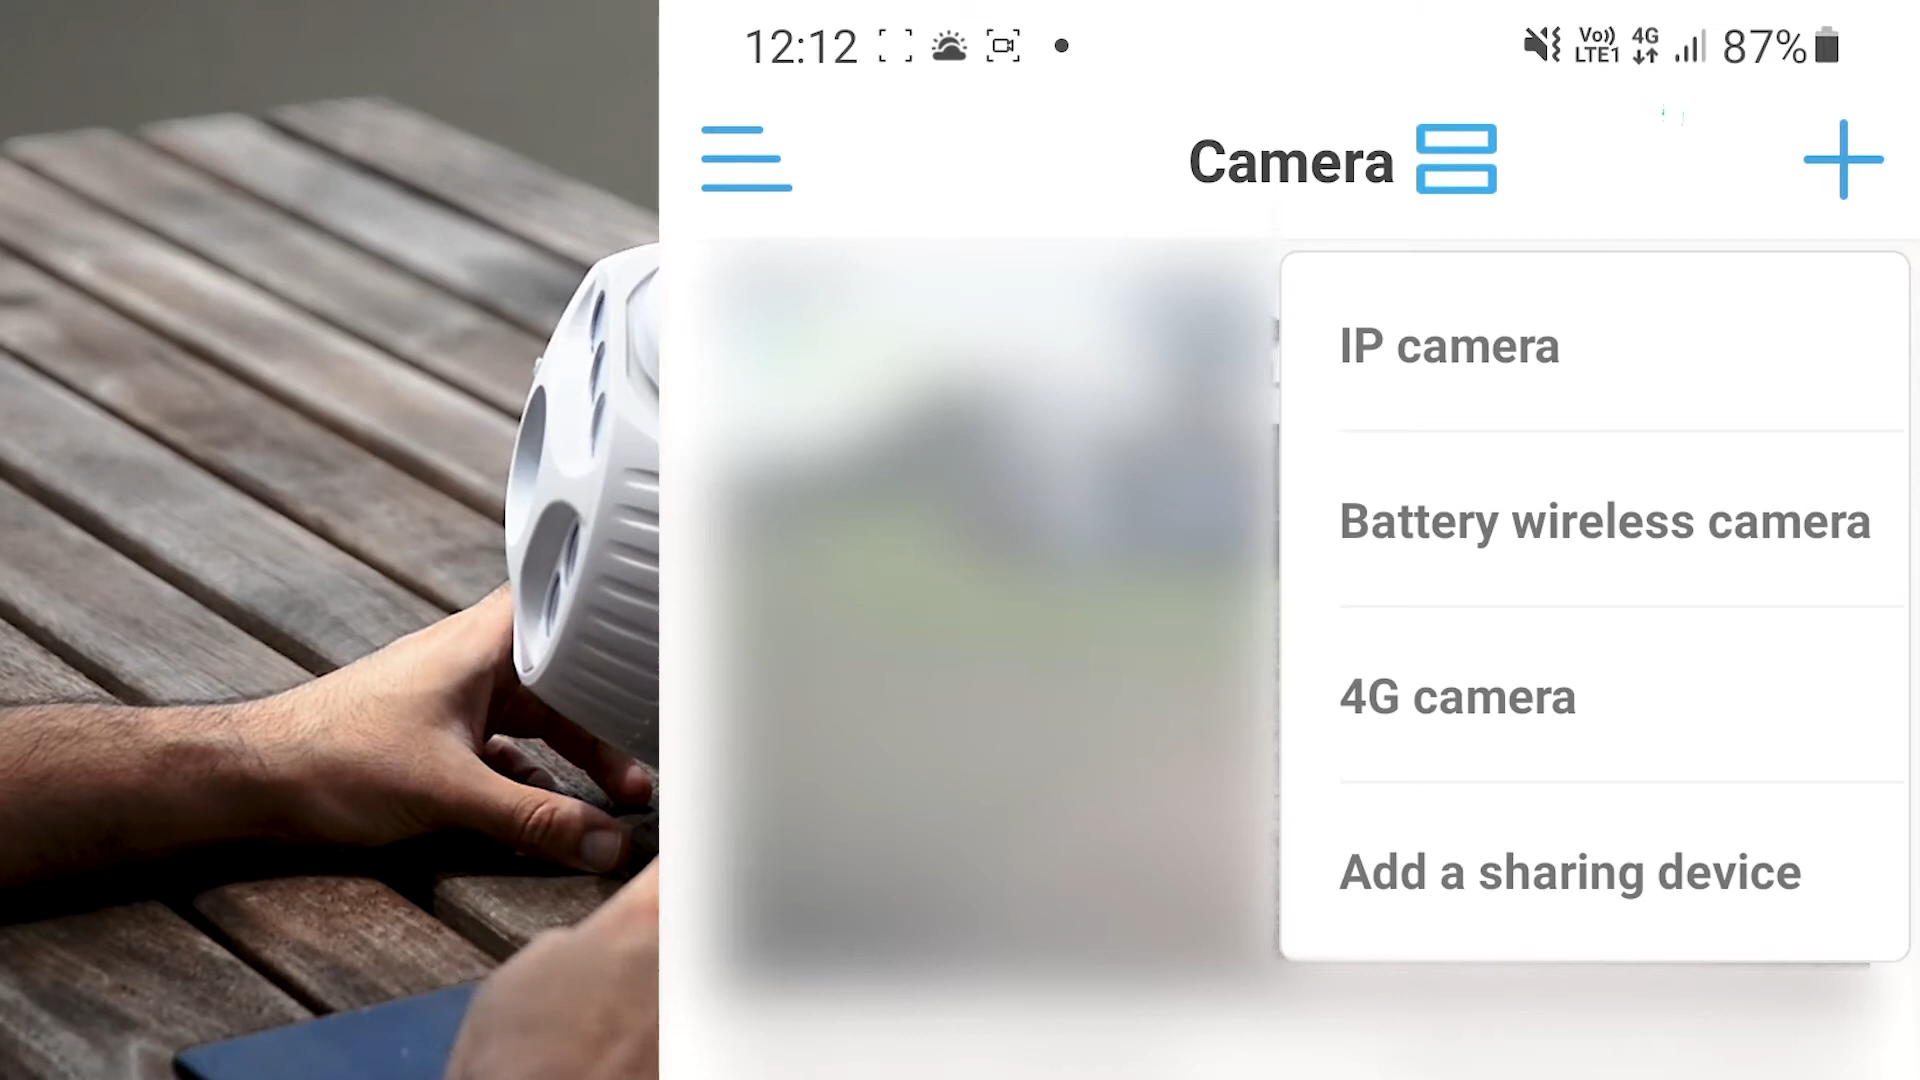 12:12
Vo)) LTE1 4G 87%
Camera
IP camera
Battery wireless camera
4G camera
Add a sharing device